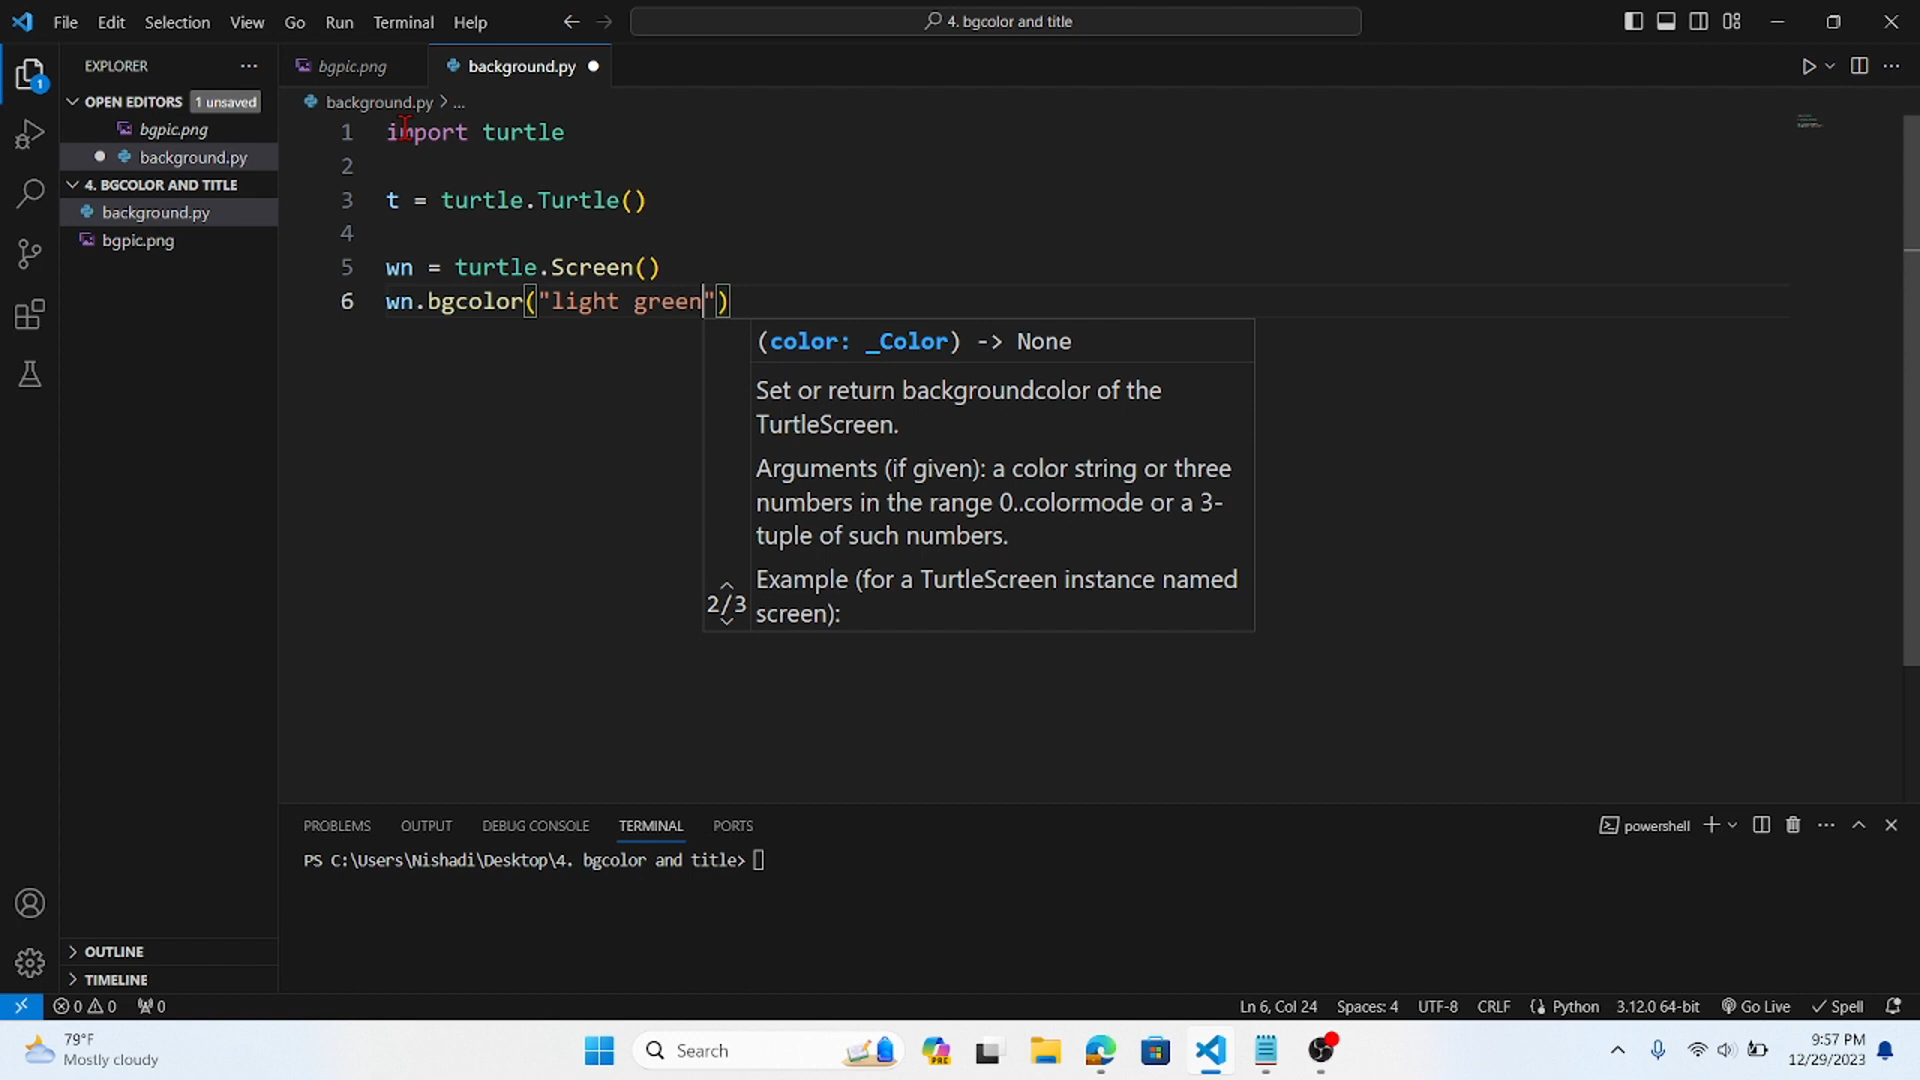 File Edit Selection View Go Run Terminal Help
4. bgcolor and title
EXPLORER
1
OPEN EDITORS 1 unsaved
bgpic.png
background.py
4. BGCOLOR AND TITLE
background.py
bgpic.png
OUTLINE
TIMELINE
bgpic.png background.py
background.py > ...
1 import turtle
2
3 t = turtle.Turtle()
4
5 wn = turtle.Screen()
6 wn.bgcolor("light green")
(color: _Color) -> None
Set or return backgroundcolor of the
TurtleScreen.
Arguments (if given): a color string or three
numbers in the range 0..colormode or a 3-
tuple of such numbers.
Example (for a TurtleScreen instance named
screen):
2/3
PROBLEMS OUTPUT DEBUG CONSOLE TERMINAL PORTS
powershell
PS C:\Users\Nishadi\Desktop\4. bgcolor and title>
0 0 0
Ln 6, Col 24 Spaces: 4 UTF-8 CRLF Python 3.12.0 64-bit Go Live Spell
79°F
Mostly cloudy
Search
PRE
9:57 PM
12/29/2023